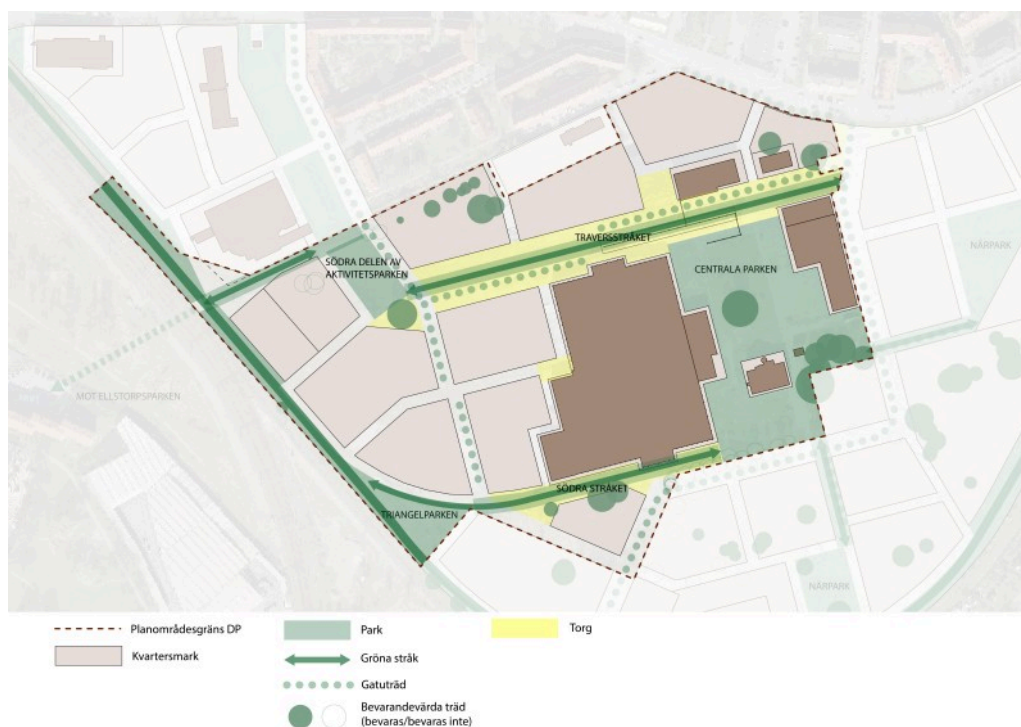 TRAVERSSTRÅKET
NÄRPARK
SÖDRA DELEN AV
AKTIVITETSPARKEN
CENTRALA PARKEN
MOT ELLSTORPSPARKEN
SÖDRA STRÅKET
TRIANGELPARKEN
NÄRPARK
Planområdesgräns DP
Kvartersmark
Park
Gröna stråk
Gatuträd
Bevarandevärda träd
(bevaras/bevaras inte)
Torg